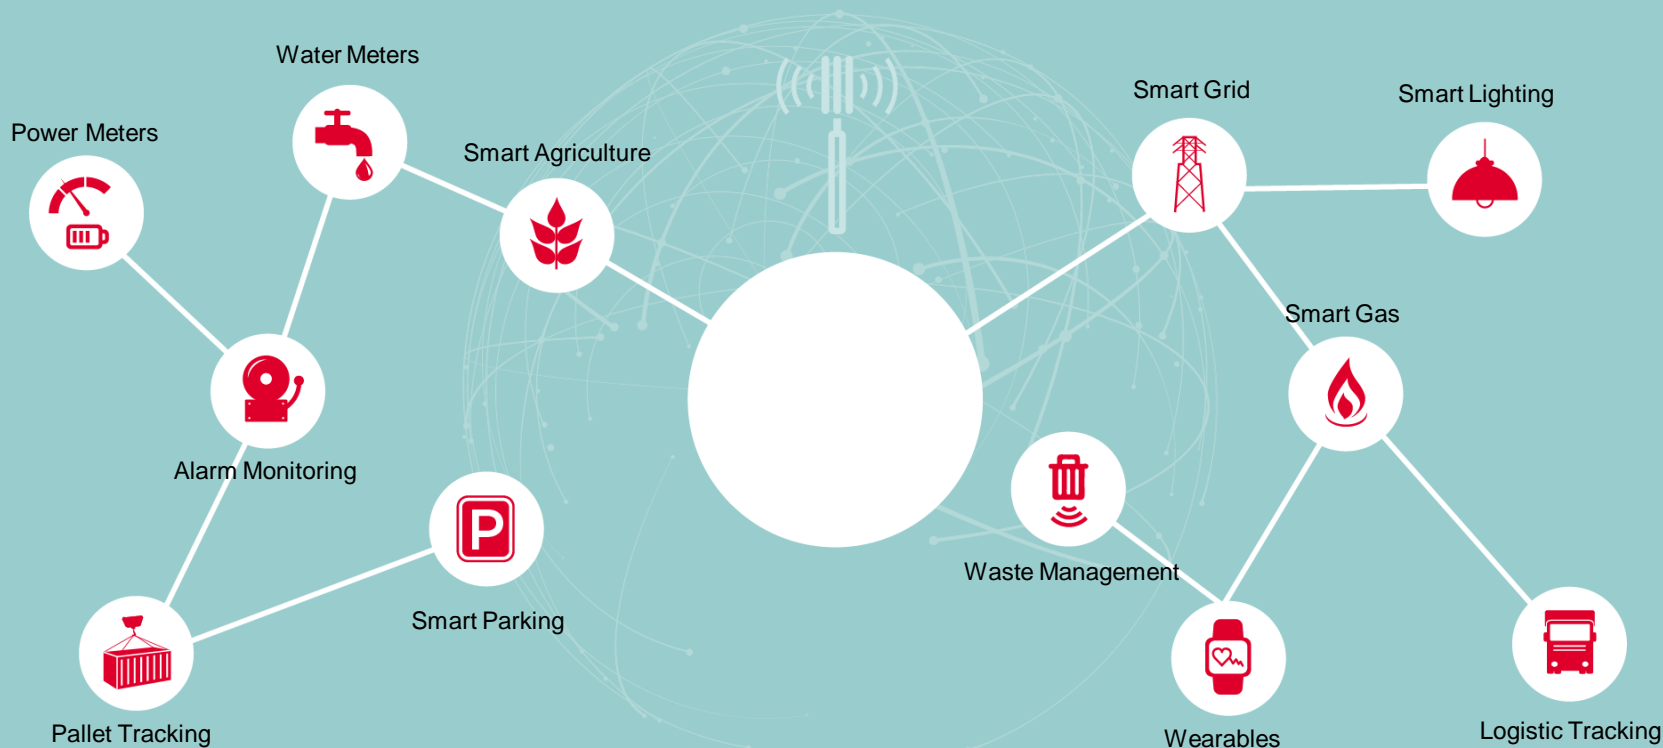 Water Meters
Smart Grid
Smart Lighting
Power Meters
Smart Agriculture
Smart Gas
Alarm Monitoring
P
Waste Management
Smart Parking
Pallet Tracking
Wearables
Logistic Tracking